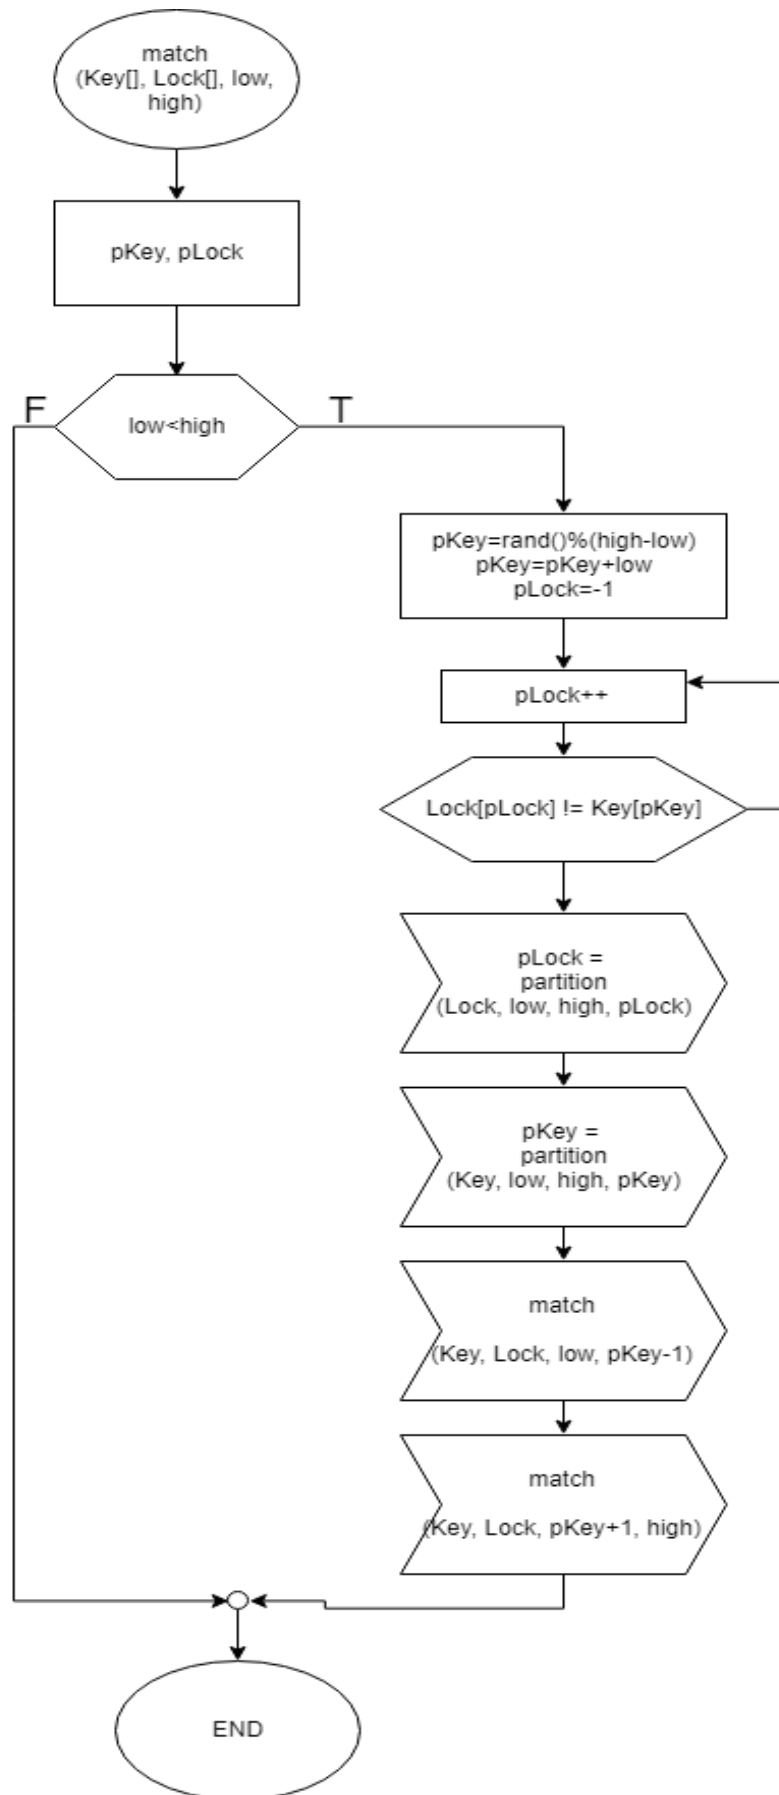 match
(Key[], Lock[], low,
high)
pKey, pLock
F
low<high
T
pKey=rand()%(high-low)
pKey=pKey+low
pLock=-1
pLock++
Lock[pLock] != Key[pKey]
pLock =
partition
(Lock, low, high, pLock)
pKey =
partition
(Key, low, high, pKey)
match
(Key, Lock, low, pKey-1)
match
(Key, Lock, pKey+1, high)
END